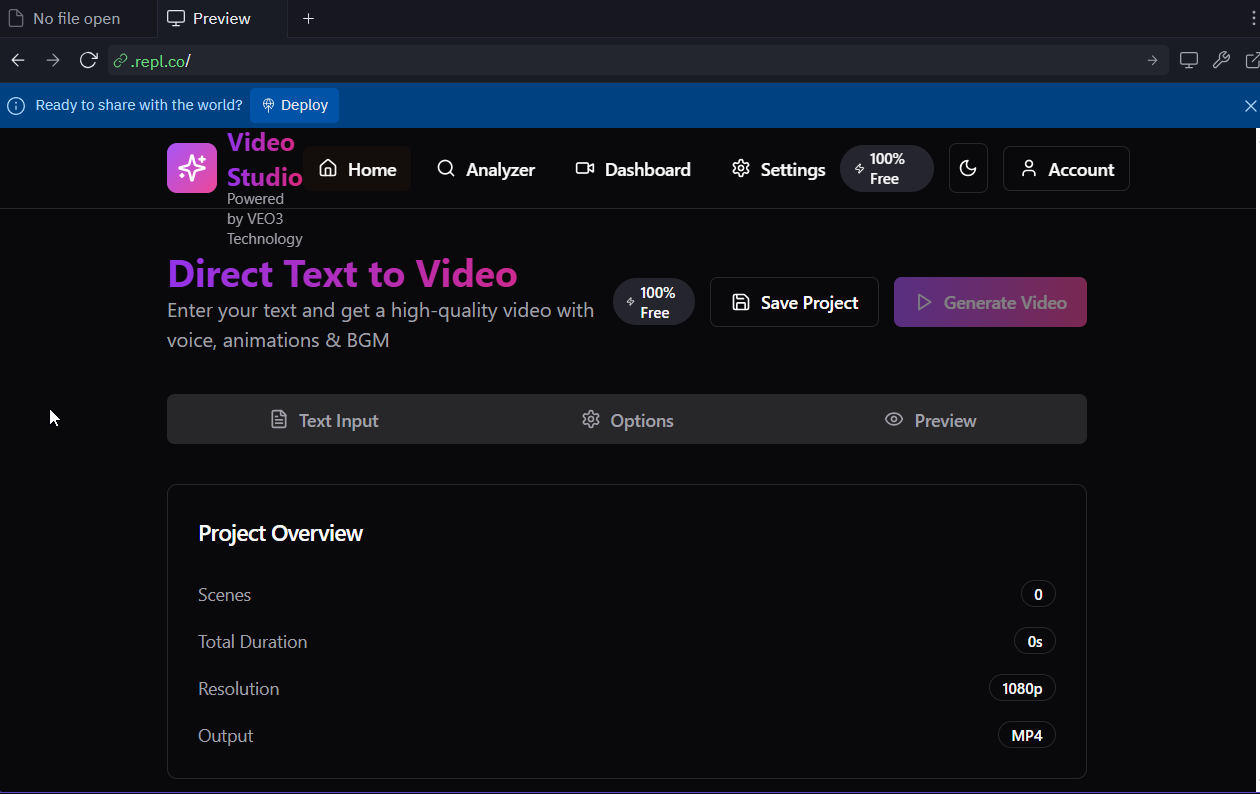 No file open
Preview
.repl.co/
Ready to share with the world?
Deploy
Video
Studio
Powered
by VEO3
Technology
Home
Analyzer
Dashboard
Settings
100%
Free
Account
Direct Text to Video
Enter your text and get a high-quality video with
voice, animations & BGM
100%
Free
Save Project
Generate Video
Text Input
Options
Preview
Project Overview
Scenes
0
Total Duration
0s
Resolution
1080p
Output
MP4